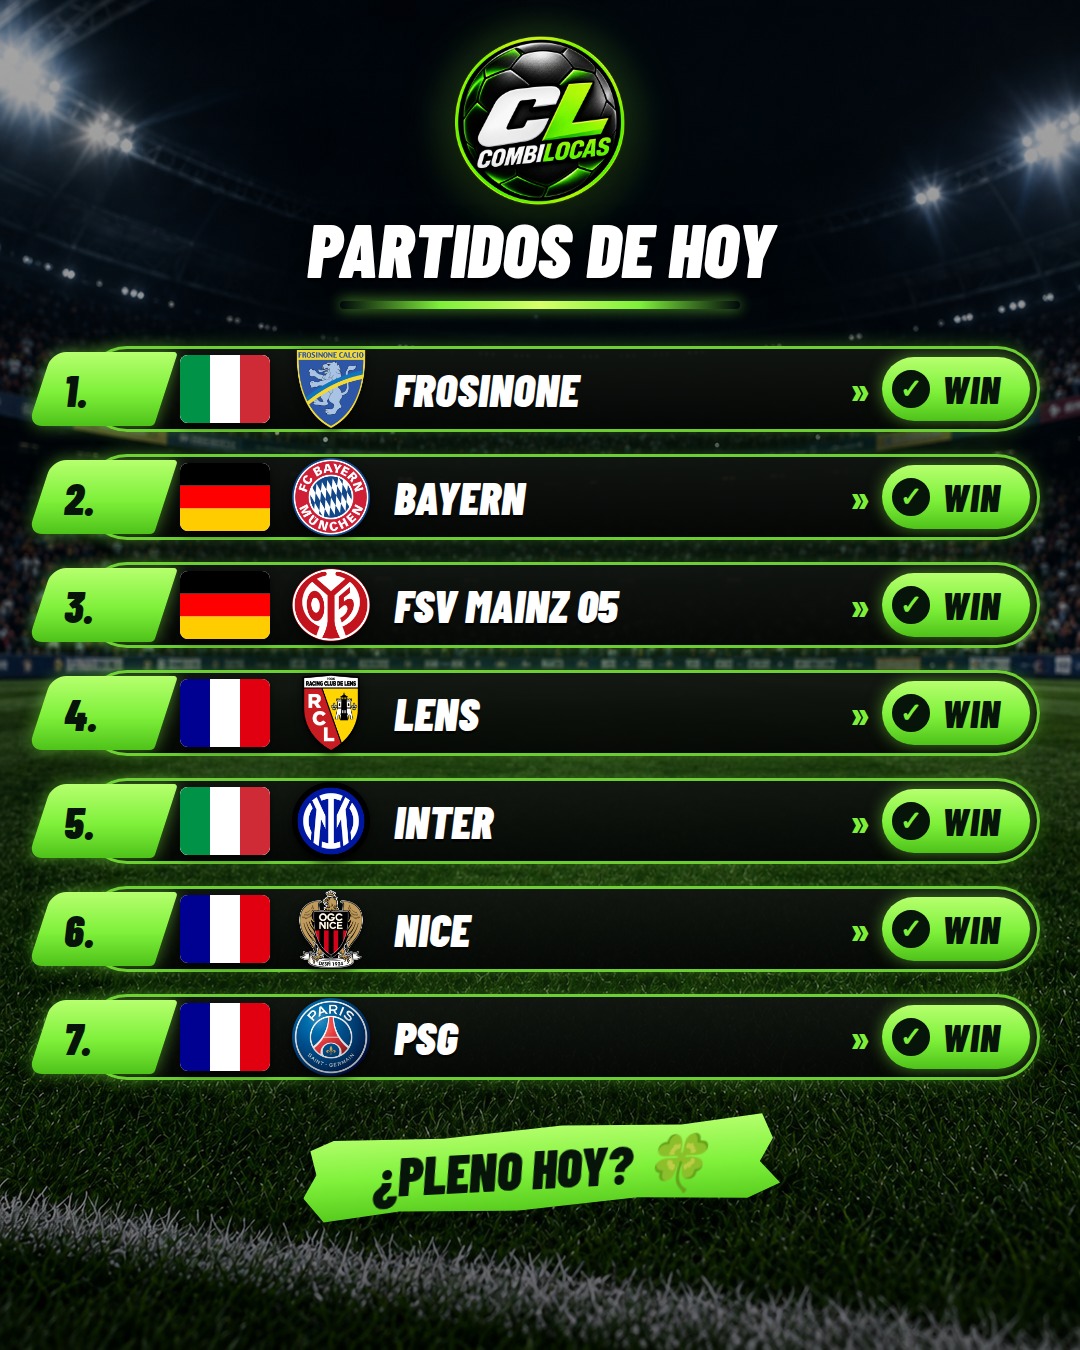 CL
COMBILOCAS
PARTIDOS DE HOY
1. FROSINONE CALCIO FROSINONE » ✓ WIN
2. FC BAYERN MÜNCHEN BAYERN » ✓ WIN
3. 05 FSV MAINZ 05 » ✓ WIN
4. RACING CLUB DE LENS RCL LENS » ✓ WIN
5. INTER » ✓ WIN
6. OGC NICE NICE » ✓ WIN
7. PARIS SAINT-GERMAIN PSG » ✓ WIN
¿PLENO HOY? 🍀